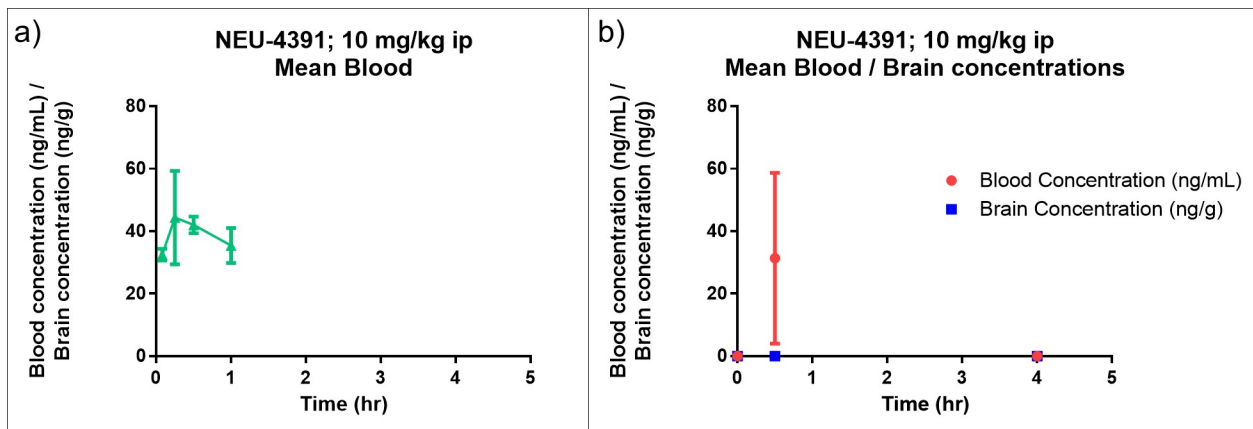 a)
NEU-4391; 10 mg/kg ip
Mean Blood
Blood concentration (ng/mL) /
Brain concentration (ng/g)
80
60
40
20
0
0 1 2 3 4 5
Time (hr)
b)
NEU-4391; 10 mg/kg ip
Mean Blood / Brain concentrations
Blood concentration (ng/mL) /
Brain concentration (ng/g)
80
60
40
20
0
0 1 2 3 4 5
Time (hr)
Blood Concentration (ng/mL)
Brain Concentration (ng/g)